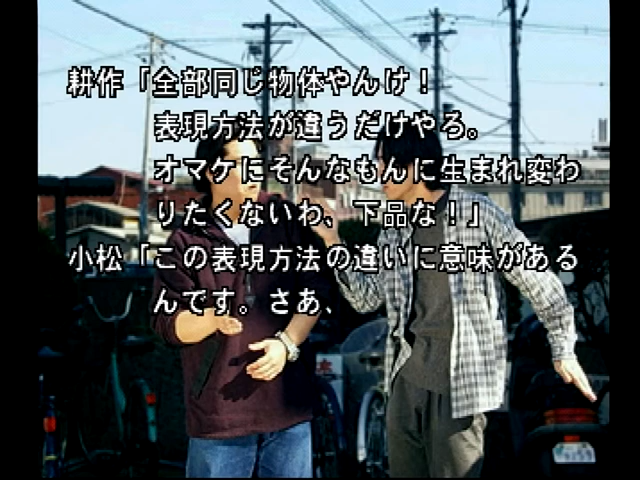 耕作「全部同じ物体やんけ！
表現方法が違うだけやろ。
オマケにそんなもんに生まれ変わ
りたくないわ、下品な！」
小松「この表現方法の違いに意味がある
んです。さあ、